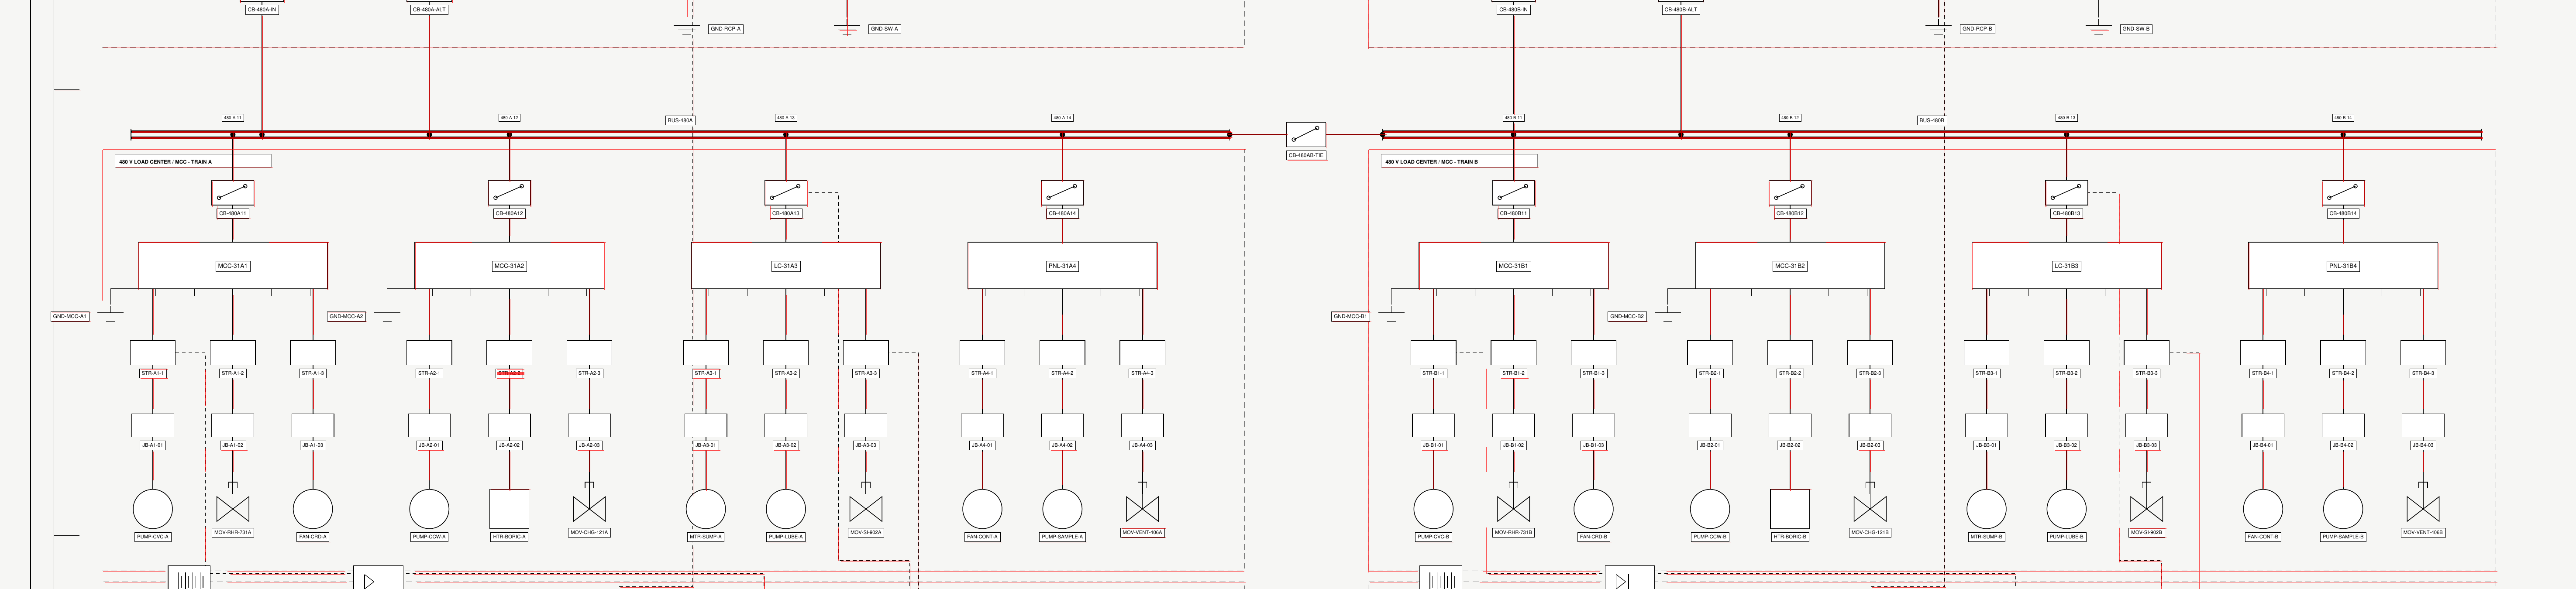 CB-480A-IN
CB-480A-ALT
CB-480B-IN
CB-480B-ALT
GND-RCP-A
GND-SW-A
GND-RCP-B
GND-SW-B
480-A-11
480-A-12
BUS-480A
480-A-13
480-A-14
480-B-11
480-B-12
BUS-480B
480-B-13
480-B-14
CB-480AB-TIE
480 V LOAD CENTER / MCC - TRAIN A
480 V LOAD CENTER / MCC - TRAIN B
CB-480A11
CB-480A12
CB-480A13
CB-480A14
CB-480B11
CB-480B12
CB-480B13
CB-480B14
MCC-31A1
MCC-31A2
LC-31A3
PNL-31A4
MCC-31B1
MCC-31B2
LC-31B3
PNL-31B4
GND-MCC-A1
GND-MCC-A2
GND-MCC-B1
GND-MCC-B2
STR-A1-1
STR-A1-2
STR-A1-3
STR-A2-1
STR-A2-3
STR-A3-1
STR-A3-2
STR-A3-3
STR-A4-1
STR-A4-2
STR-A4-3
STR-B1-1
STR-B1-2
STR-B1-3
STR-B2-1
STR-B2-2
STR-B2-3
STR-B3-1
STR-B3-2
STR-B3-3
STR-B4-1
STR-B4-2
STR-B4-3
JB-A1-01
JB-A1-02
JB-A1-03
JB-A2-01
JB-A2-02
JB-A2-03
JB-A3-01
JB-A3-02
JB-A3-03
JB-A4-01
JB-A4-02
JB-A4-03
JB-B1-01
JB-B1-02
JB-B1-03
JB-B2-01
JB-B2-02
JB-B2-03
JB-B3-01
JB-B3-02
JB-B3-03
JB-B4-01
JB-B4-02
JB-B4-03
PUMP-CVC-A
MOV-RHR-731A
FAN-CRD-A
PUMP-CCW-A
HTR-BORIC-A
MOV-CHG-121A
MTR-SUMP-A
PUMP-LUBE-A
MOV-SI-902A
FAN-CONT-A
PUMP-SAMPLE-A
MOV-VENT-406A
PUMP-CVC-B
MOV-RHR-731B
FAN-CRD-B
PUMP-CCW-B
HTR-BORIC-B
MOV-CHG-121B
MTR-SUMP-B
PUMP-LUBE-B
MOV-SI-902B
FAN-CONT-B
PUMP-SAMPLE-B
MOV-VENT-406B